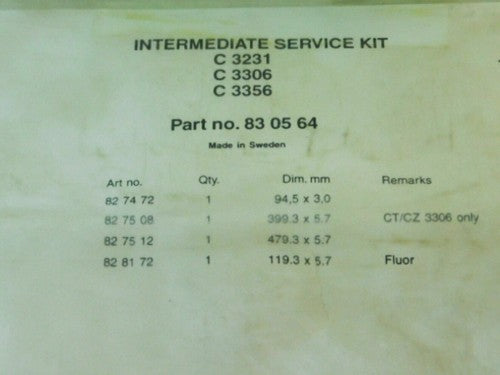 INTERMEDIATE SERVICE KIT
C 3231
C 3306
C 3356
Part no. 83 05 64
Made in Sweden
Art no. Qty. Dim. mm Remarks
82 74 72 1 94,5 x 3,0
82 75 08 1 399.3 x 5.7 CT/CZ 3306 only
82 75 12 1 479.3 x 5.7
82 81 72 1 119.3 x 5.7 Fluor